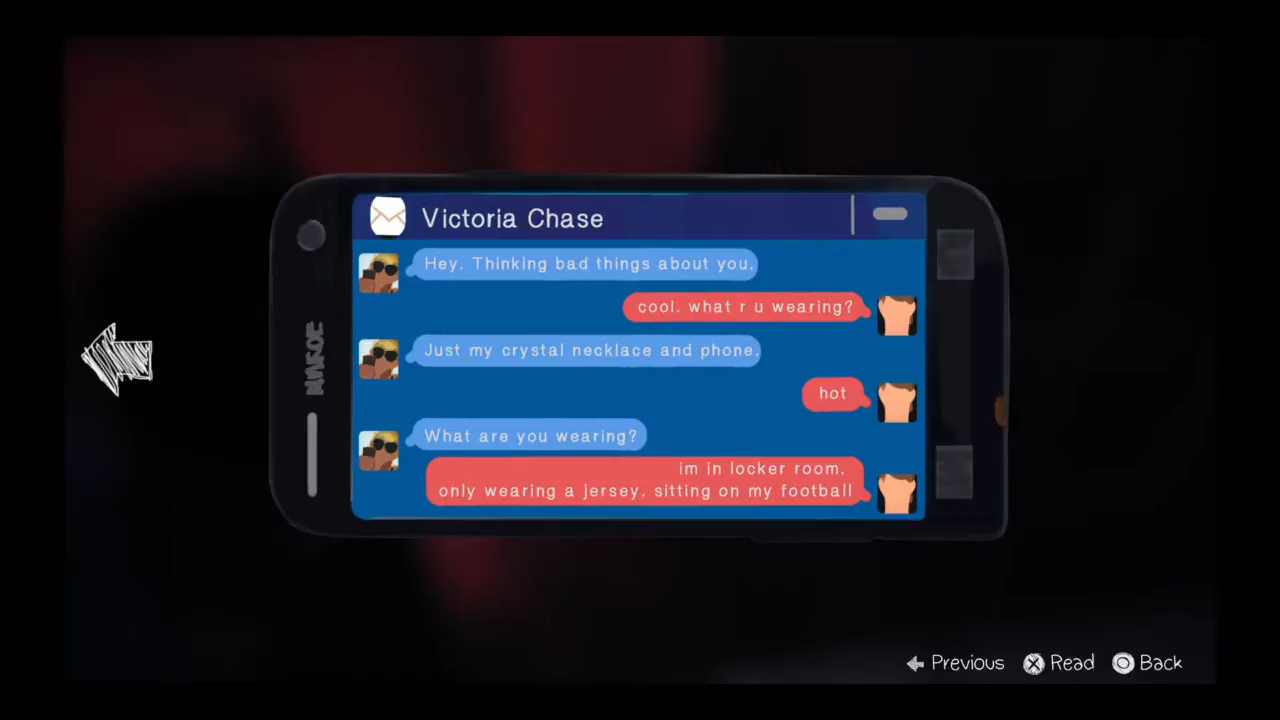 Victoria Chase
Hey. Thinking bad things about you.
cool. what r u wearing?
Just my crystal necklace and phone.
hot
What are you wearing?
im in locker room.
only wearing a jersey. sitting on my football
Previous
Read
Back